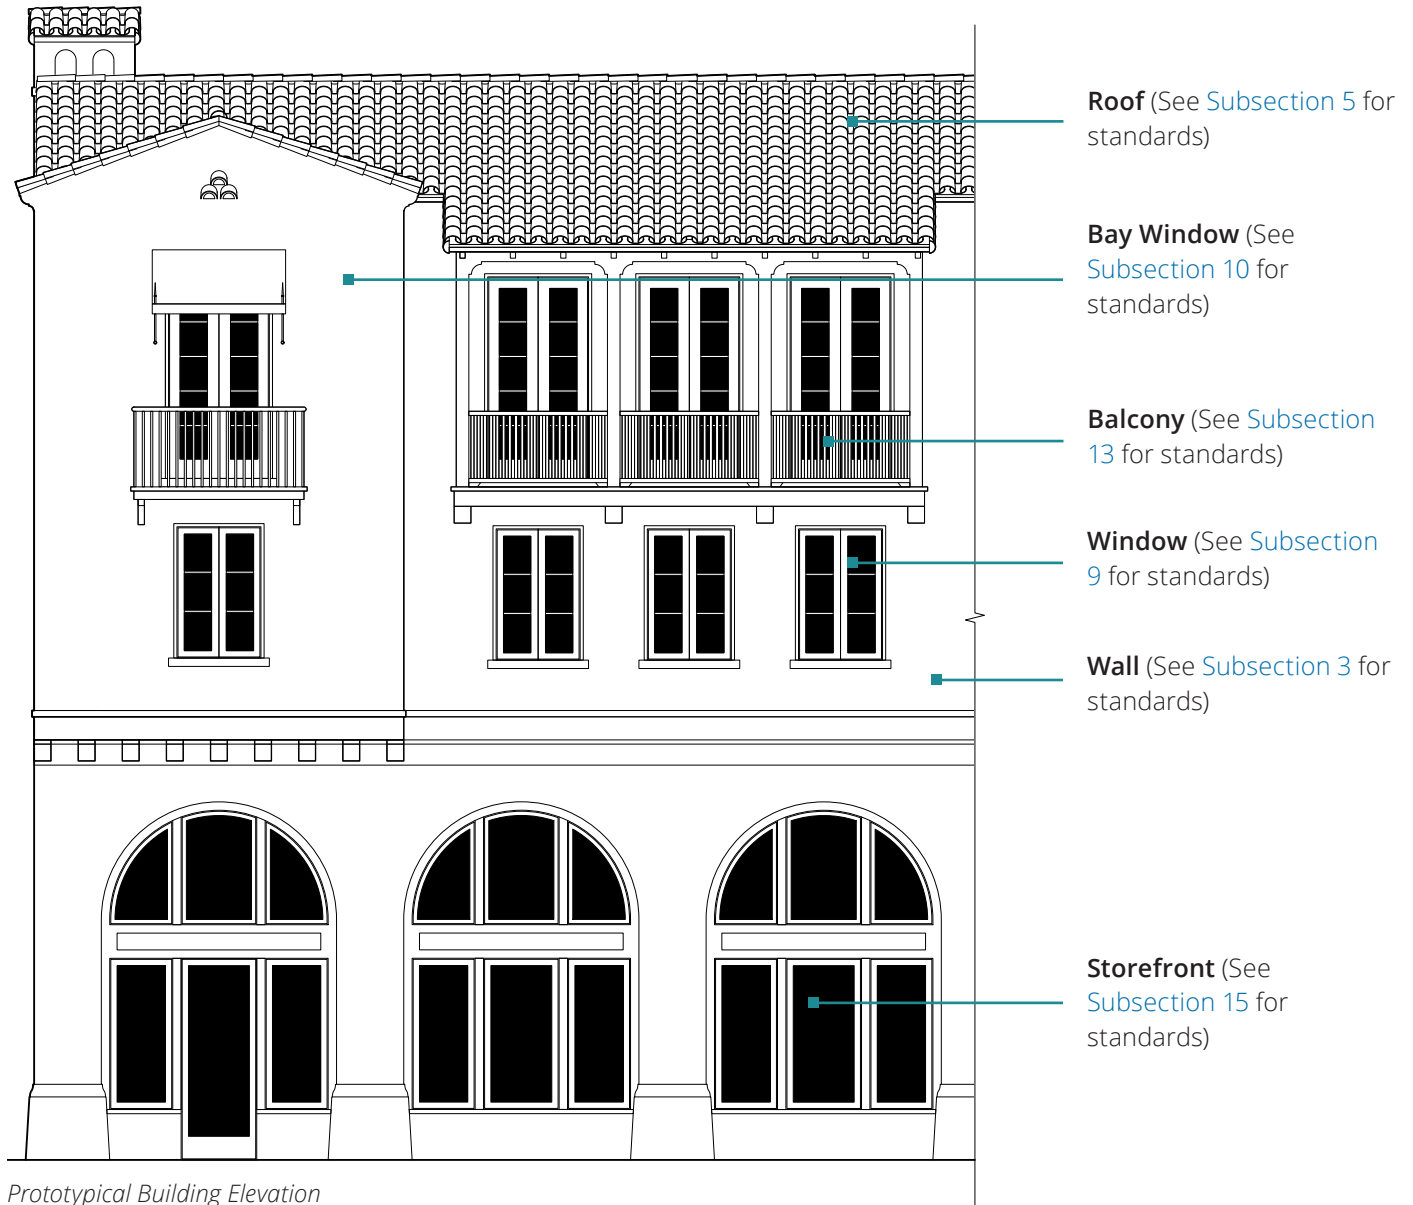 Roof (See Subsection 5 for
standards)
Bay Window (See
Subsection 10 for
standards)
Balcony (See Subsection
13 for standards)
Window (See Subsection
9 for standards)
Wall (See Subsection 3 for
standards)
Storefront (See
Subsection 15 for
standards)
Prototypical Building Elevation